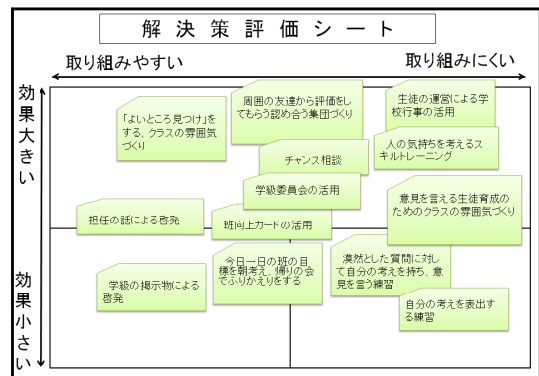 解決策評価シート
取り組みやすい
取り組みにくい
効果大きい
「よいところ見つけ」を
する、クラスの雰囲気
づくり
周囲の友達から評価をし
てもらう認め合う集団づくり
生徒の運営による学
校行事の活用
人の気持ちを考えるス
キルトレーニング
チャンス相談
学級委員会の活用
意見を言える生徒育成の
ためのクラスの雰囲気づくり
担任の話による啓発
班向上カードの活用
効果小さい
学級の掲示物による
啓発
今日一日の班の目
標を朝考え、帰りの会
でふりかえりをする
漠然とした質問に対し
て自分の考えを持ち、意
見を言う練習
自分の考えを表出す
る練習